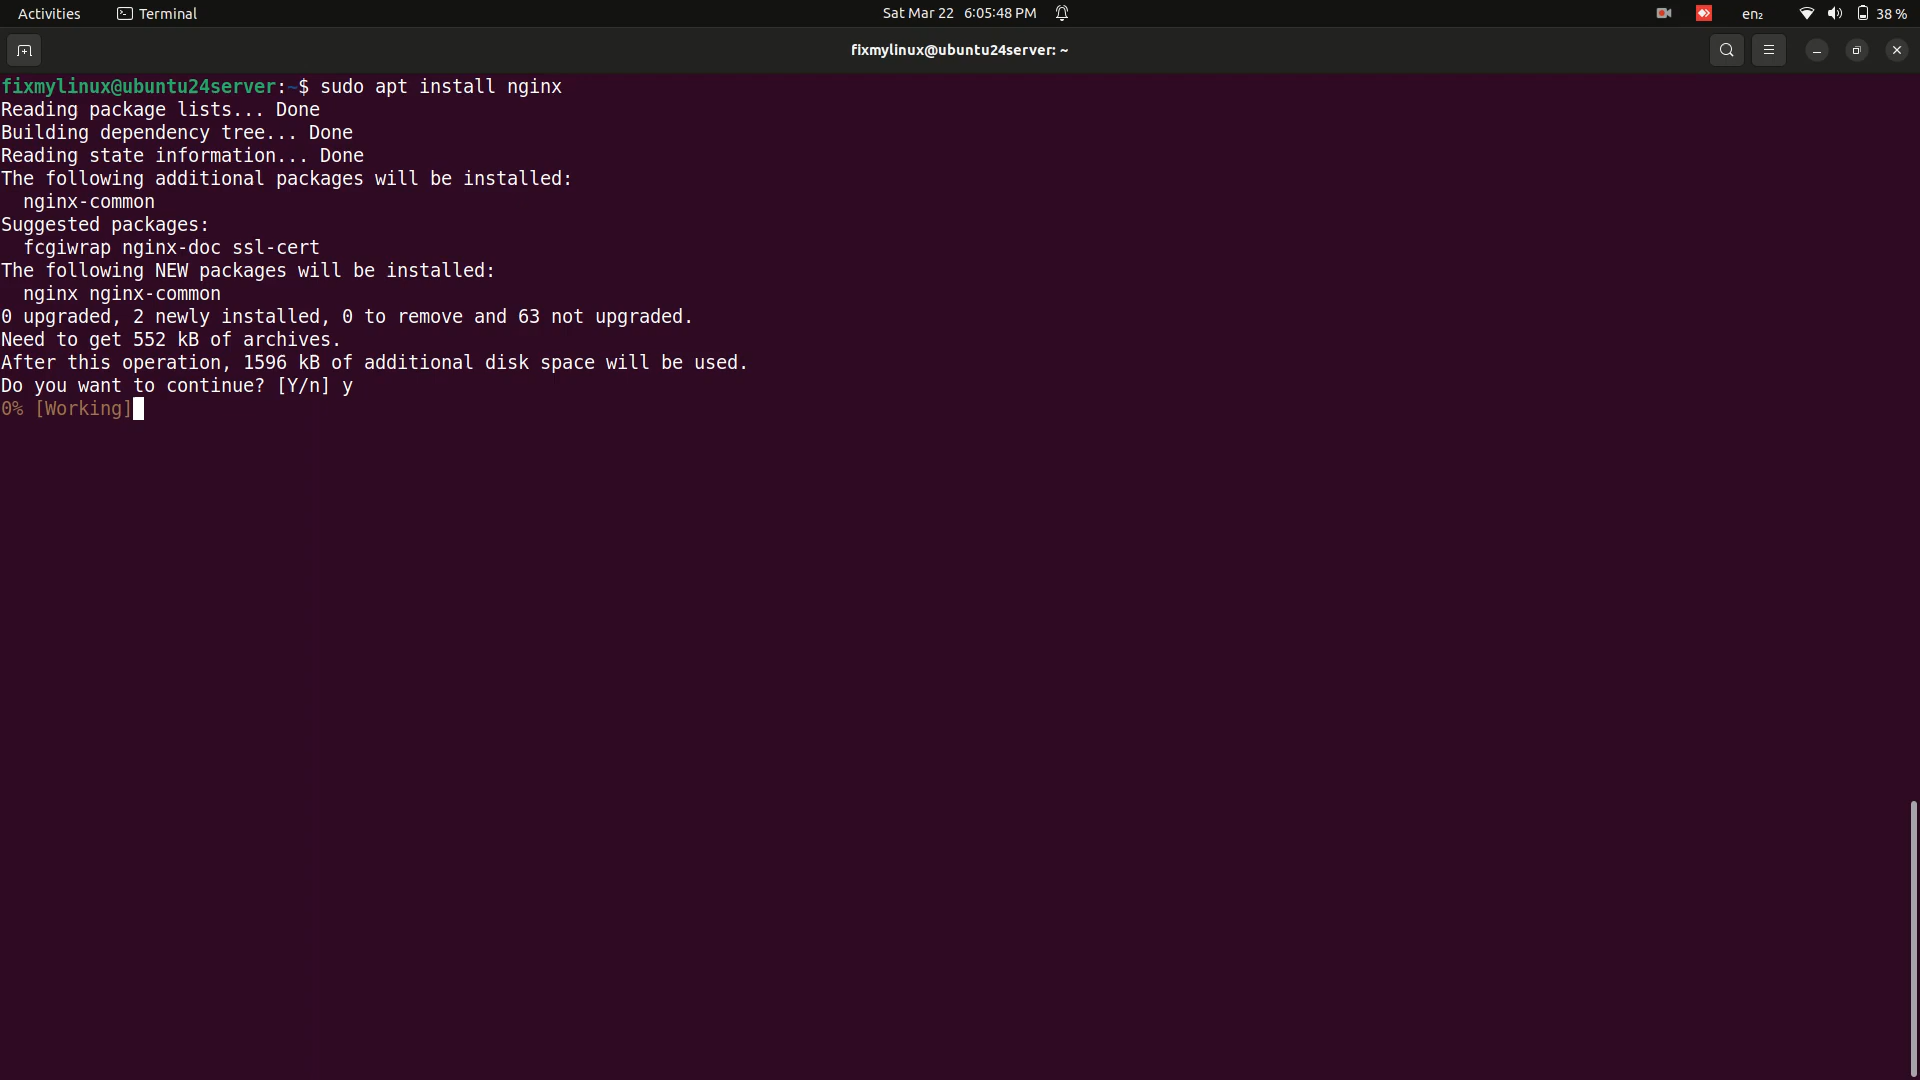 Activities Terminal Sat Mar 22 6:05:48 PM en₂ 38 %
fixmylinux@ubuntu24server: ~
fixmylinux@ubuntu24server:~$ sudo apt install nginx
Reading package lists... Done
Building dependency tree... Done
Reading state information... Done
The following additional packages will be installed:
  nginx-common
Suggested packages:
  fcgiwrap nginx-doc ssl-cert
The following NEW packages will be installed:
  nginx nginx-common
0 upgraded, 2 newly installed, 0 to remove and 63 not upgraded.
Need to get 552 kB of archives.
After this operation, 1596 kB of additional disk space will be used.
Do you want to continue? [Y/n] y
0% [Working]